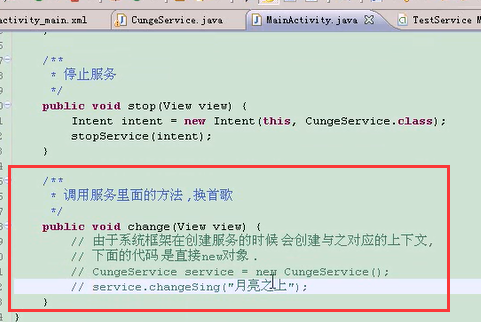 activity_main.xml CungeService.java MainActivity.java TestService M
}
/**
* 停止服务
*/
public void stop(View view) {
Intent intent = new Intent(this, CungeService.class);
stopService(intent);
}
/**
* 调用服务里面的方法 ,换首歌
*/
public void change(View view) {
// 由于系统框架在创建服务的时候 会创建与之对应的上下文,
// 下面的代码 是直接new对象 .
// CungeService service = new CungeService();
// service.changeSing("月亮之上");
}
}